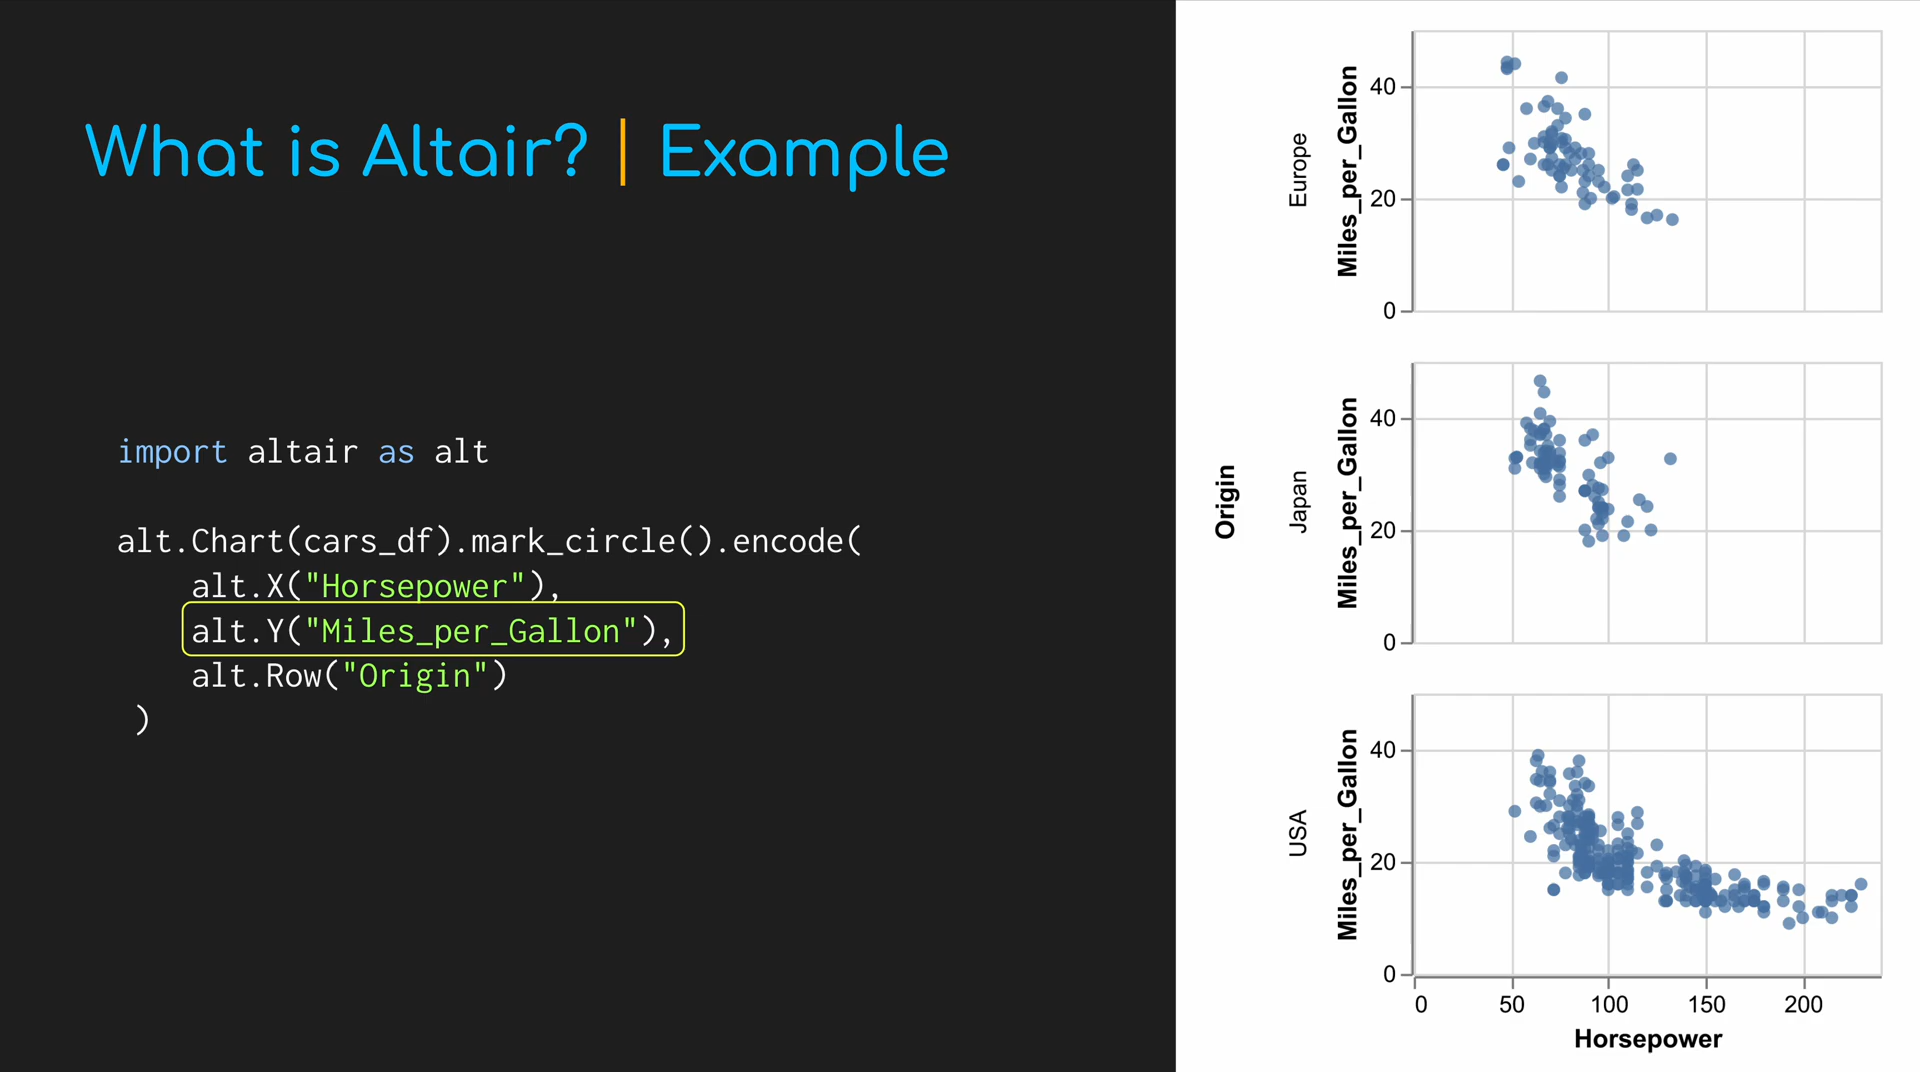 What is Altair? | Example
import altair as alt
alt.Chart(cars_df).mark_circle().encode(
    alt.X("Horsepower"),
    alt.Y("Miles_per_Gallon"),
    alt.Row("Origin")
 )
Origin
Europe
Miles_per_Gallon
40
20
0
Japan
Miles_per_Gallon
40
20
0
USA
Miles_per_Gallon
40
20
0
0 50 100 150 200
Horsepower